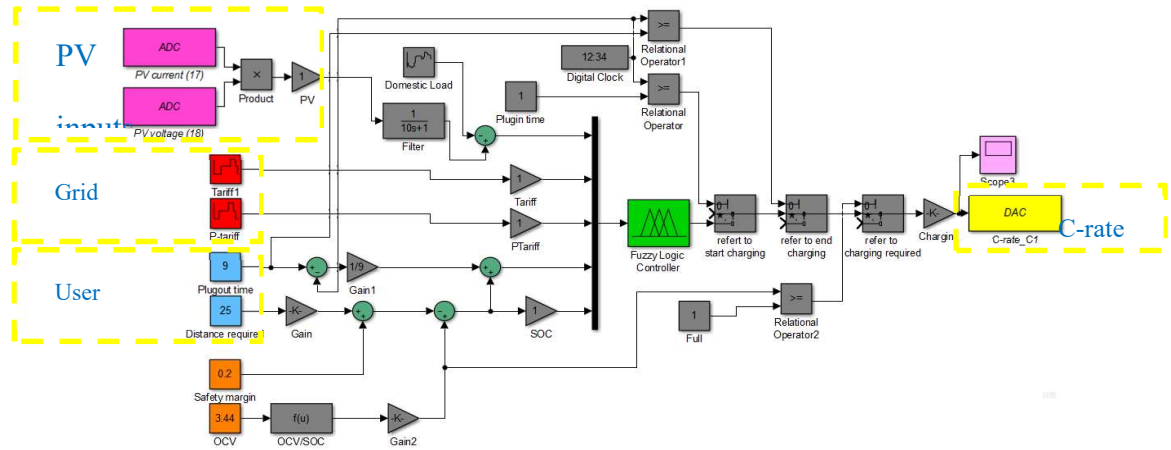 PV
inputs
ADC
PV current (17)
ADC
PV voltage (18)
×
Product
1
PV
Domestic Load
1
10s+1
Filter
12:34
Digital Clock
1
Plugin time
>=
Relational
Operator1
>=
Relational
Operator
Grid
Tariff1
P-tariff
1
Tariff
1
PTariff
User
9
Plugout time
25
Distance require
1/9
Gain1
-K-
Gain
1
SOC
0.2
Safety margin
3.44
OCV
f(u)
OCV/SOC
-K-
Gain2
Fuzzy Logic
Controller
refert to
start charging
refer to end
charging
refer to
charging required
1
Full
>=
Relational
Operator2
-K-
Chargin
Scope3
DAC
C-rate_C1
C-rate